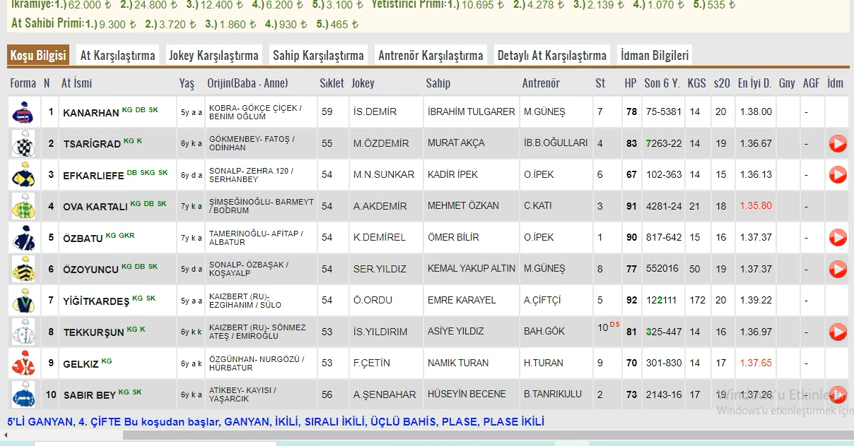 İkramiye:1.) 62.000 ₺ 2.) 24.800 ₺ 3.) 12.400 ₺ 4.) 6.200 ₺ 5.) 3.100 ₺ Yetiştirici Primi:1.) 10.695 ₺ 2.) 4.278 ₺ 3.) 2.139 ₺ 4.) 1.070 ₺ 5.) 535 ₺
At Sahibi Primi:1.) 9.300 ₺ 2.) 3.720 ₺ 3.) 1.860 ₺ 4.) 930 ₺ 5.) 465 ₺
Koşu Bilgisi At Karşılaştırma Jokey Karşılaştırma Sahip Karşılaştırma Antrenör Karşılaştırma Detaylı At Karşılaştırma İdman Bilgileri
Forma N At İsmi Yaş Orijin(Baba - Anne) Sıklet Jokey Sahip Antrenör St HP Son 6 Y. KGS s20 En İyi D. Gny AGF İdm
1 KANARHAN KG DB SK 5y a a KOBRA- GÖKÇE ÇİÇEK / BENİM OĞLUM 59 İS.DEMİR İBRAHİM TULGARER M.GÜNEŞ 7 78 75-5381 14 20 1.38.00 -
2 TSARİGRAD KG K 6y k a GÖKMENBEY- FATOŞ / ODİNHAN 55 M.ÖZDEMİR MURAT AKÇA İB.B.OĞULLARI 4 83 7263-22 14 19 1.36.67 -
3 EFKARLIEFE DB SKG SK 6y d a SONALP- ZEHRA.120 / SERHANBEY 54 M.N.SUNKAR KADİR İPEK O.İPEK 6 67 102-363 14 15 1.36.13 -
4 OVA KARTALI KG DB SK 7y k a ŞİMŞEĞİNOĞLU- BARMEYT / BODRUM 54 A.AKDEMİR MEHMET ÖZKAN C.KATI 3 91 4281-24 21 18 1.35.80 -
5 ÖZBATU KG GKR 7y k a TAMERİNOĞLU- AFITAP / ALBATUR 54 K.DEMİREL ÖMER BİLİR O.İPEK 1 90 817-642 15 16 1.37.37 -
6 ÖZOYUNCU KG DB SK 5y d a SONALP- ÖZBAŞAK / KOŞAYALP 54 SER.YILDIZ KEMAL YAKUP ALTIN M.GÜNEŞ 8 77 552016 50 19 1.37.37 -
7 YİĞİTKARDEŞ KG SK 5y a a KAIZBERT (RU)- EZGİHANIM / SÜLO 54 Ö.ORDU EMRE KARAYEL A.ÇİFTÇİ 5 92 122111 172 20 1.39.22 -
8 TEKKURŞUN KG K 6y k k KAIZBERT (RU)- SÖNMEZ ATEŞ / EMİROĞLU 53 İS.YILDIRIM ASİYE YILDIZ BAH.GÖK 10 DS 81 325-447 14 16 1.36.97 -
9 GELKIZ KG 6y a k ÖZGÜNHAN- NURGÖZÜ / HÜRBATUR 53 F.ÇETİN NAMIK TURAN H.TURAN 9 70 301-830 14 17 1.37.65 -
10 SABIR BEY KG SK 6y k a ATİKBEY- KAYISI / YAŞARCIK 56 A.ŞENBAHAR HÜSEYİN BECENE B.TANRIKULU 2 73 2143-16 17 19 1.37.26 -
5'Lİ GANYAN, 4. ÇİFTE Bu koşudan başlar, GANYAN, İKİLİ, SIRALI İKİLİ, ÜÇLÜ BAHİS, PLASE, PLASE İKİLİ
Windows'u Etkinleştir
Windows'u etkinleştirmek için